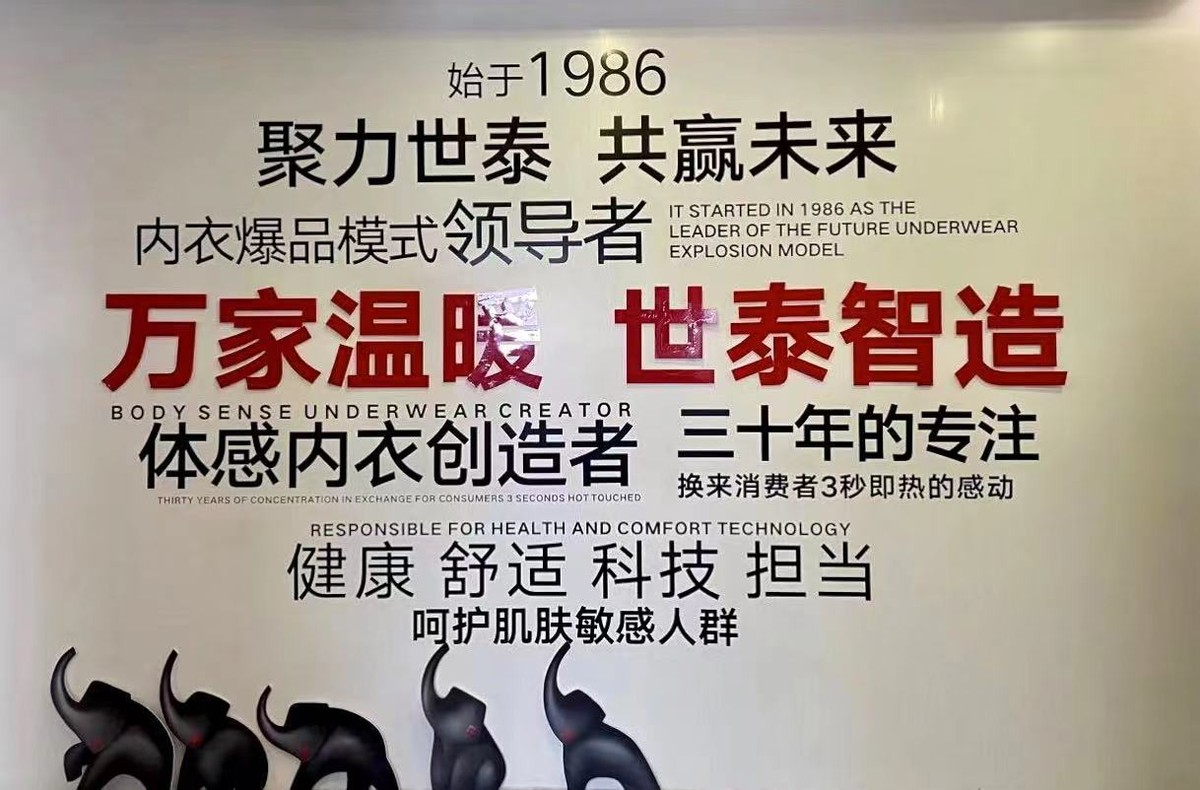 始于1986
聚力世泰 共赢未来
内衣爆品模式领导者
IT STARTED IN 1986 AS THE
LEADER OF THE FUTURE UNDERWEAR
EXPLOSION MODEL
万家温暖 世泰智造
BODY SENSE UNDERWEAR CREATOR
体感内衣创造者
THIRTY YEARS OF CONCENTRATION IN EXCHANGE FOR CONSUMERS 3 SECONDS HOT TOUCHED
三十年的专注
换来消费者3秒即热的感动
RESPONSIBLE FOR HEALTH AND COMFORT TECHNOLOGY
健康 舒适 科技 担当
呵护肌肤敏感人群